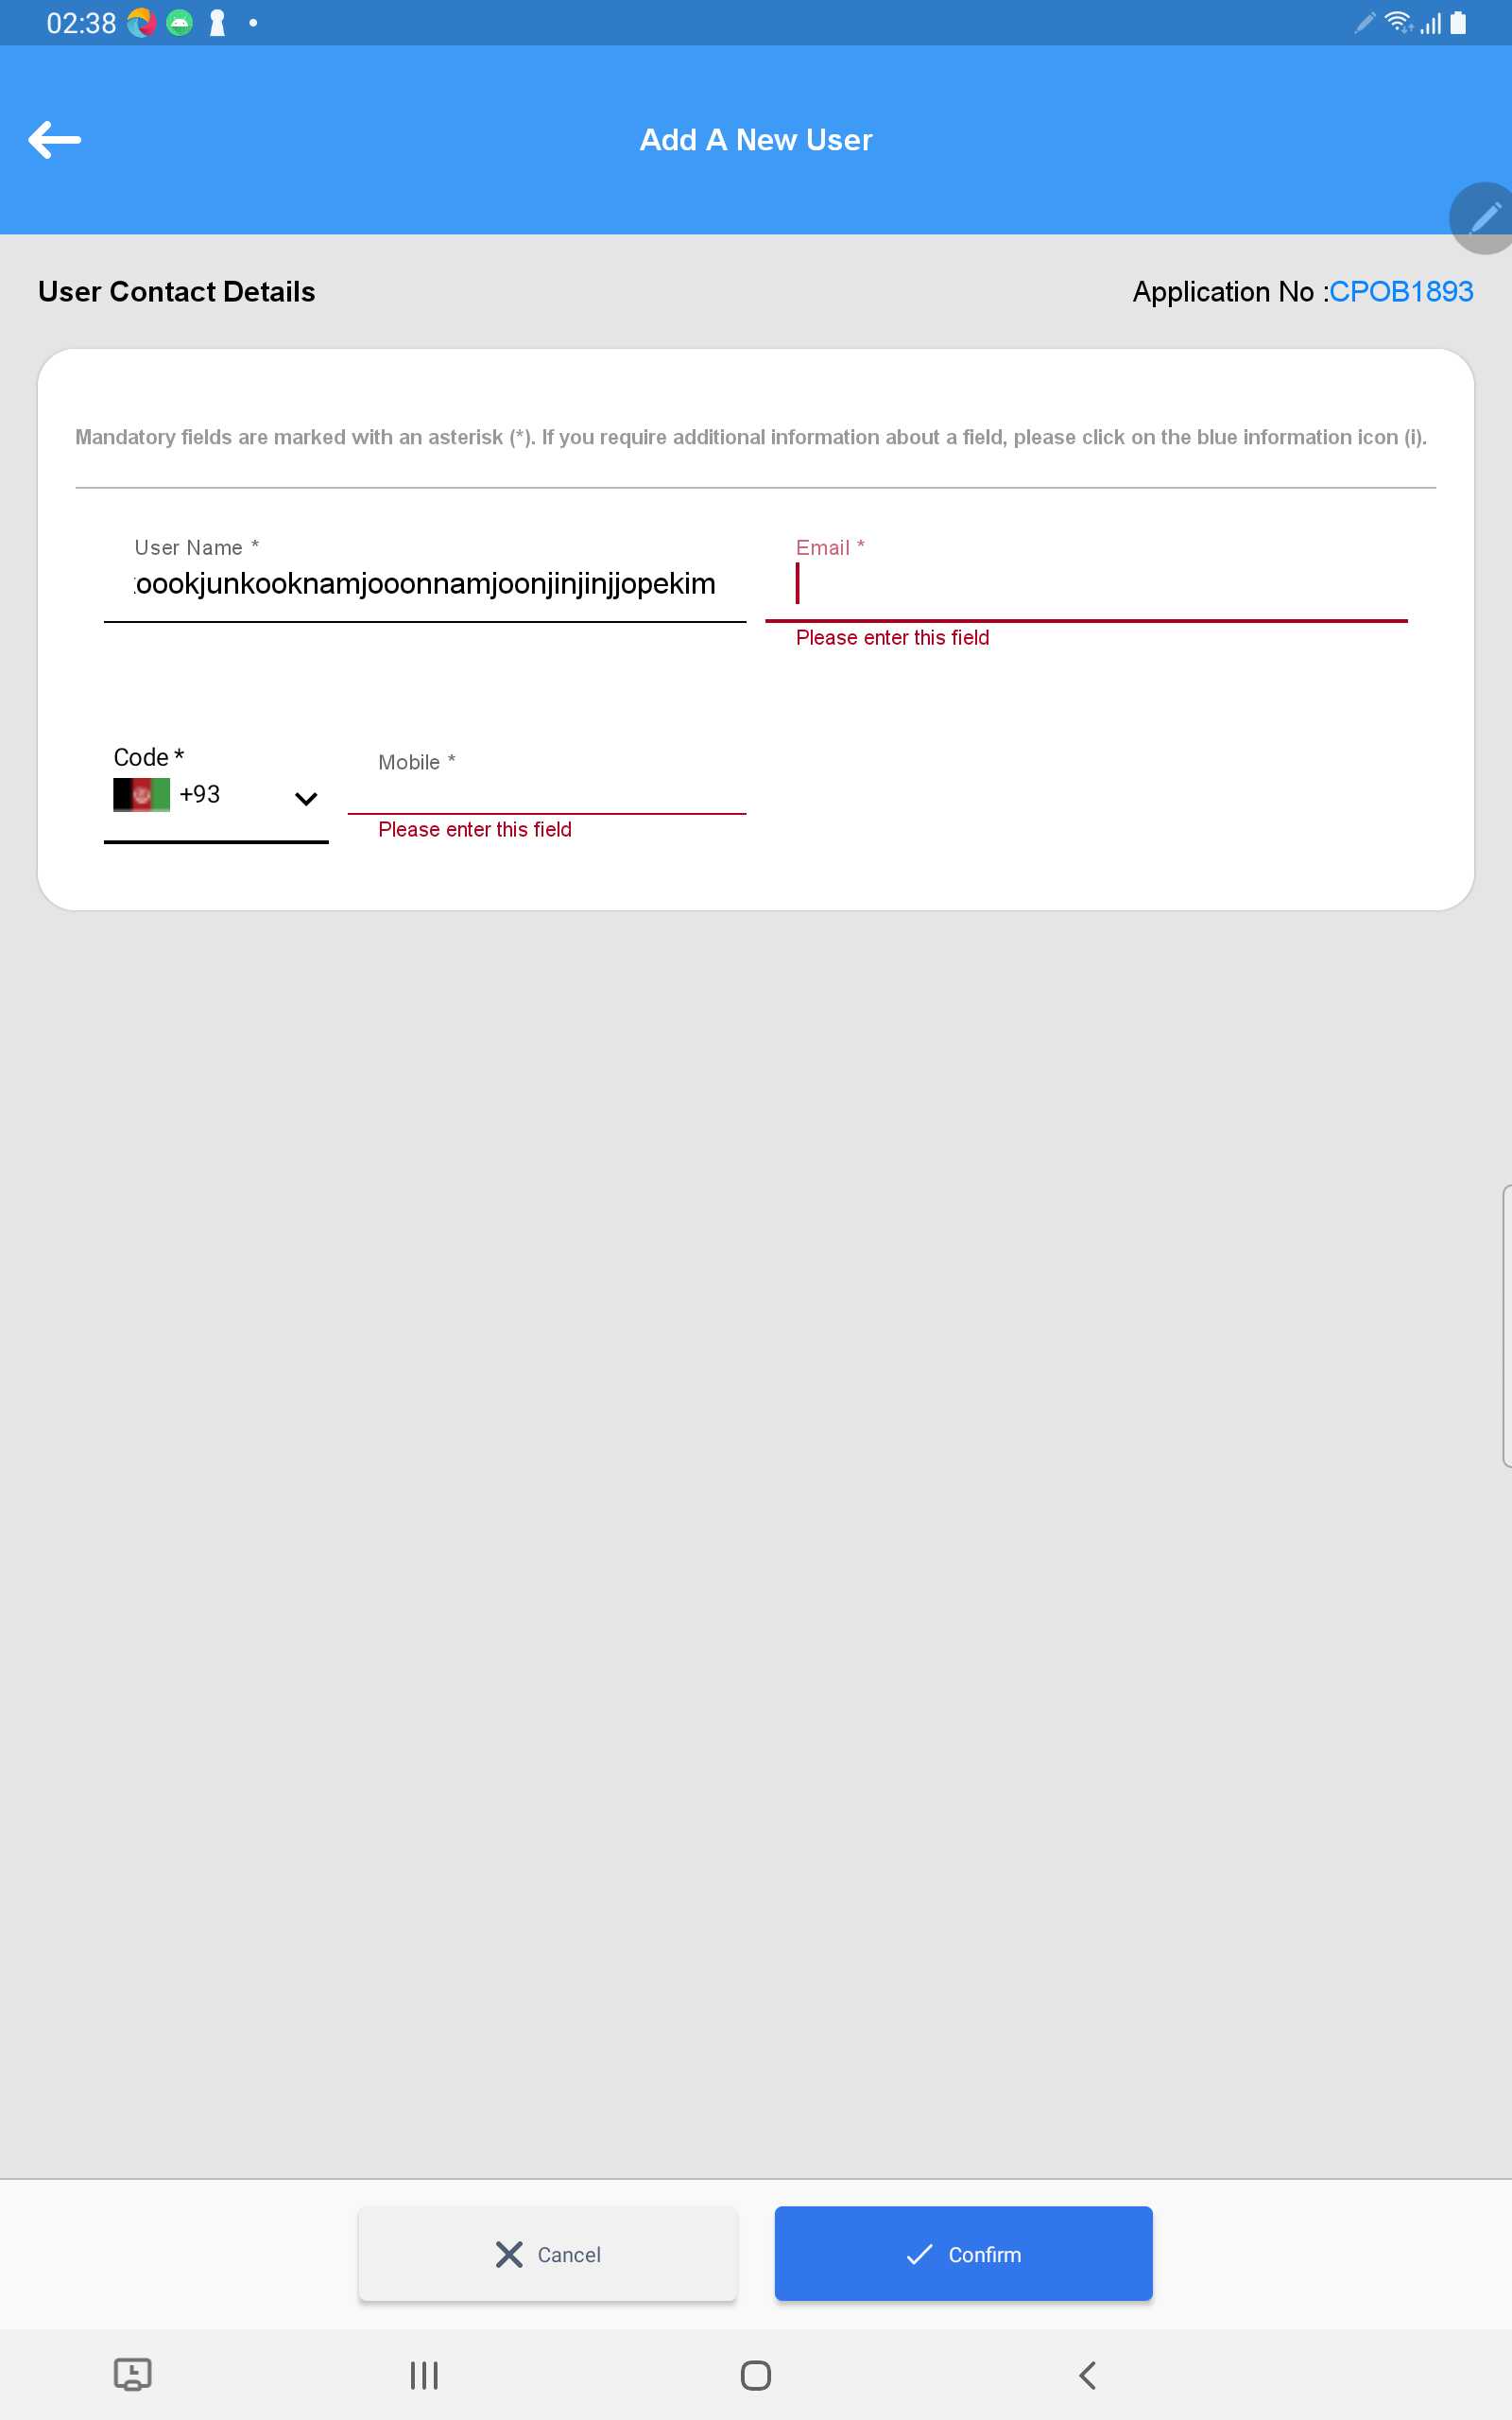 02:38
Add A New User
User Contact Details
Application No :CPOB1893
Mandatory fields are marked with an asterisk (*). If you require additional information about a field, please click on the blue information icon (i).
User Name *
Email *
oookjunkooknamjooonnamjoonjinjinjjopekim
Please enter this field
Code *
Mobile *
+93
Please enter this field
Cancel
Confirm